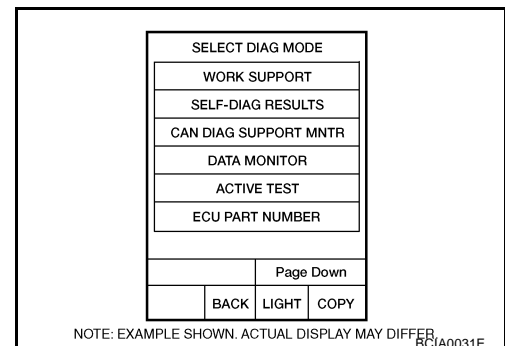 SELECT DIAG MODE
WORK SUPPORT
SELF-DIAG RESULTS
CAN DIAG SUPPORT MNTR
DATA MONITOR
ACTIVE TEST
ECU PART NUMBER
Page Down
BACK LIGHT COPY
NOTE: EXAMPLE SHOWN. ACTUAL DISPLAY MAY DIFFER.
BCIA0031E